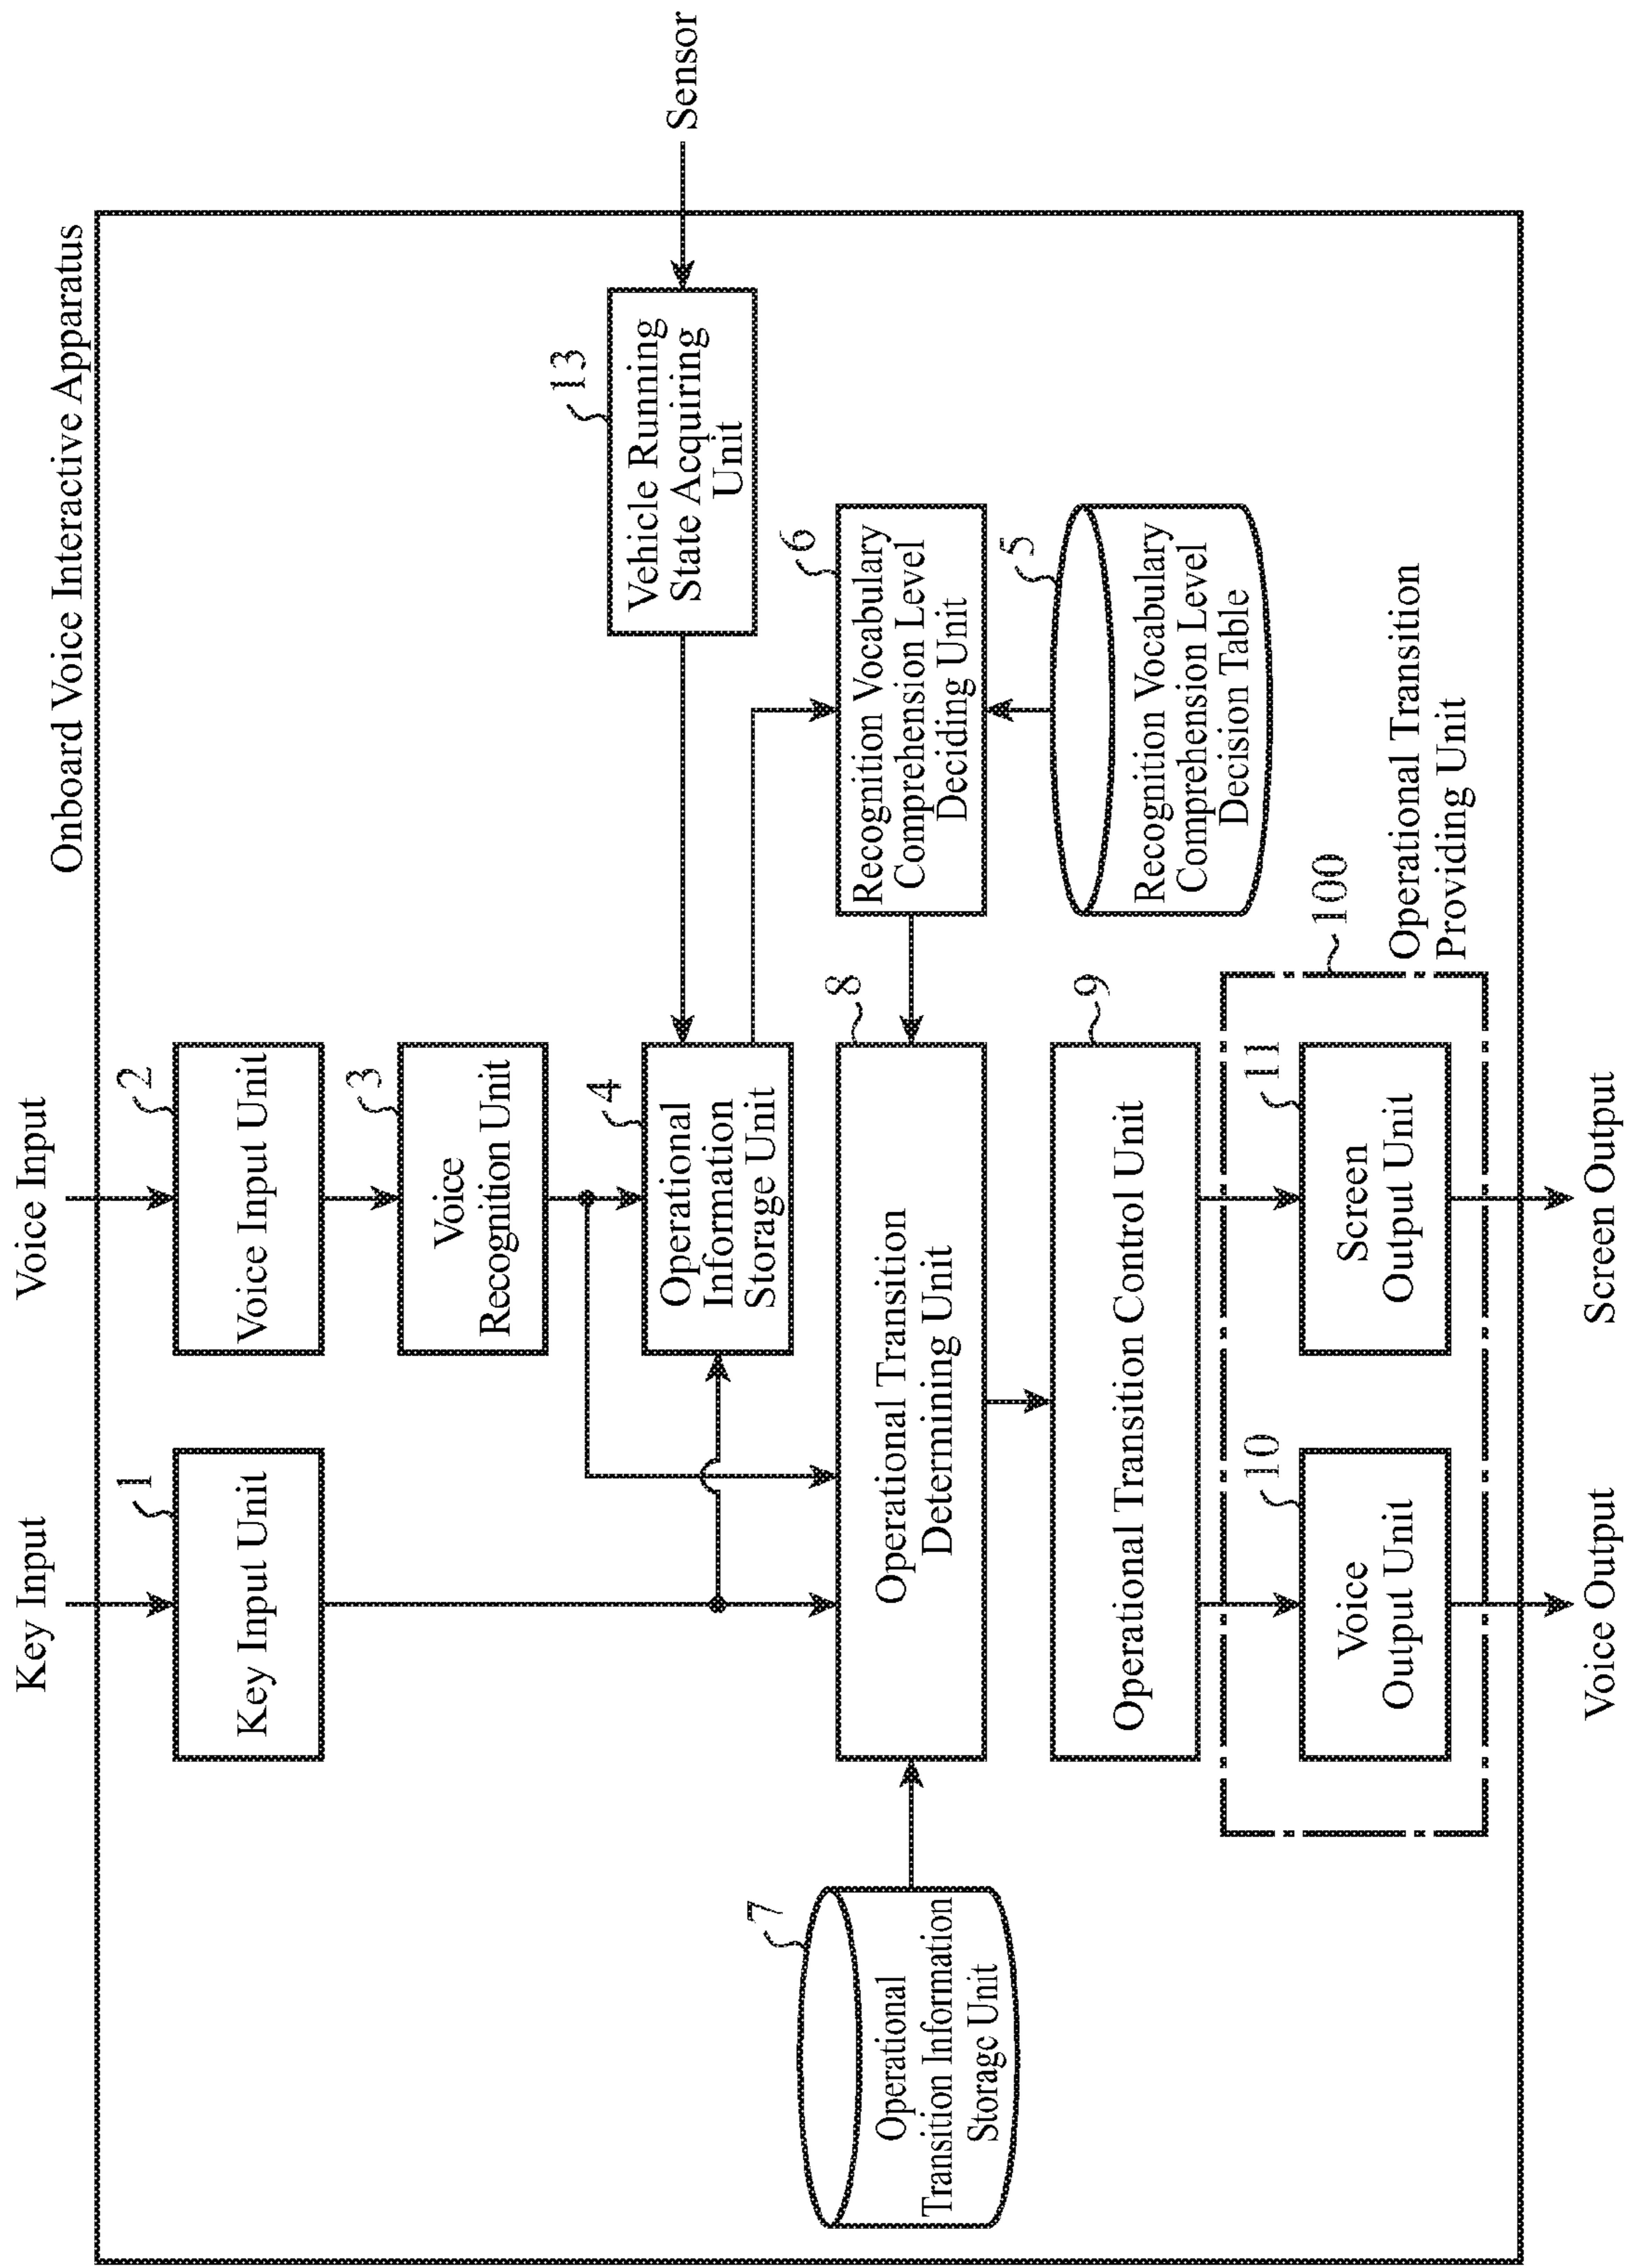 Onboard Voice Interactive Apparatus
Key Input
Voice Input
1
Key Input Unit
2
Voice Input Unit
3
Voice
Recognition Unit
4
Operational
Information
Storage Unit
13
Vehicle Running
State Acquiring
Unit
Sensor
7
Operational
Transition Information
Storage Unit
8
Operational Transition
Determining Unit
6
Recognition Vocabulary
Comprehension Level
Deciding Unit
5
Recognition Vocabulary
Comprehension Level
Decision Table
9
Operational Transition Control Unit
100
Operational Transition
Providing Unit
10
Voice
Output Unit
11
Screen
Output Unit
Voice Output
Screen Output